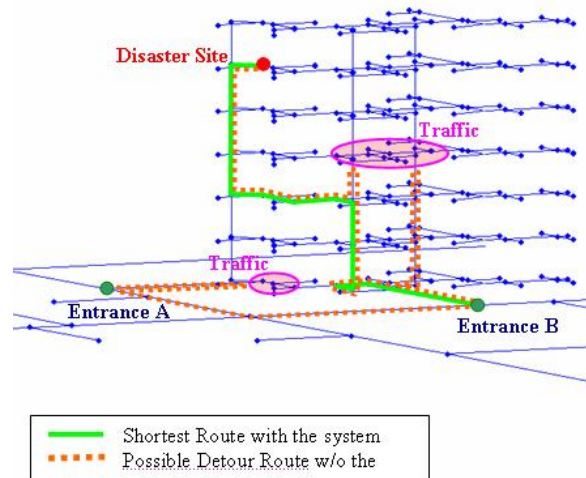 Disaster Site
Traffic
Traffic
Entrance A
Entrance B
Shortest Route with the system
Possible Detour Route w/o the